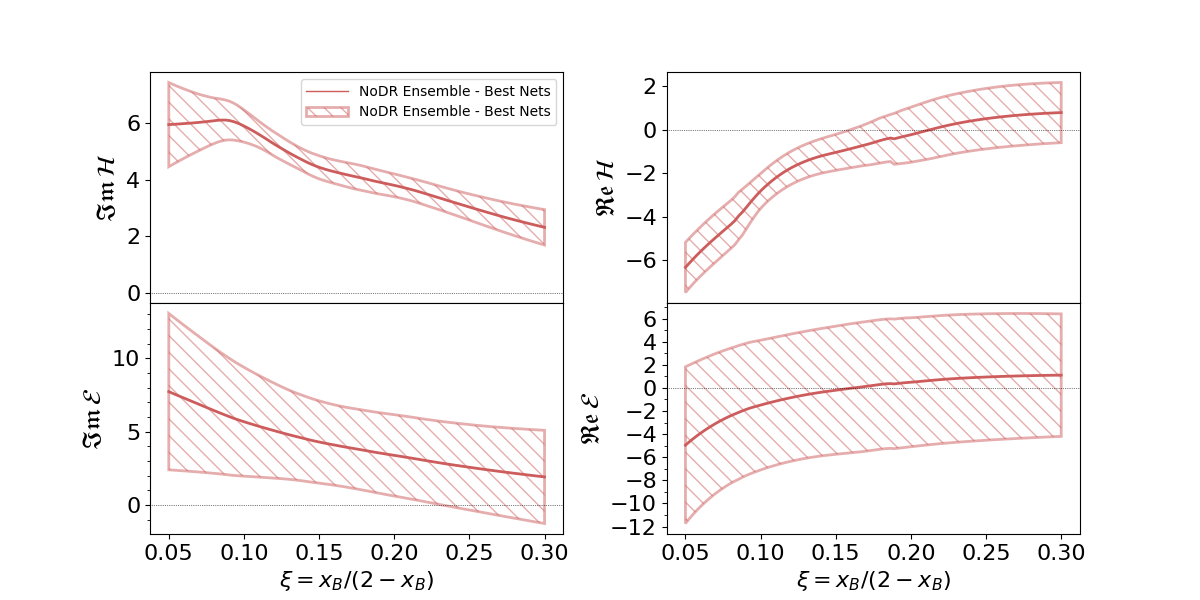 NoDR Ensemble - Best Nets
NoDR Ensemble - Best Nets
6
4
2
0
ℑ𝔪 ℋ
2
0
−2
−4
−6
ℜ𝔢 ℋ
10
5
0
ℑ𝔪 ℰ
0.05 0.10 0.15 0.20 0.25 0.30
ξ = x_B/(2 − x_B)
6
4
2
0
−2
−4
−6
−8
−10
−12
ℜ𝔢 ℰ
0.05 0.10 0.15 0.20 0.25 0.30
ξ = x_B/(2 − x_B)